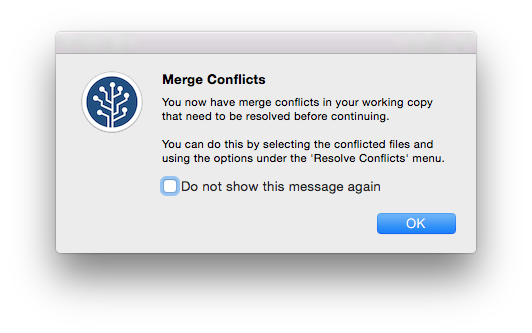 Merge Conflicts
You now have merge conflicts in your working copy
that need to be resolved before continuing.
You can do this by selecting the conflicted files and
using the options under the 'Resolve Conflicts' menu.
Do not show this message again
OK